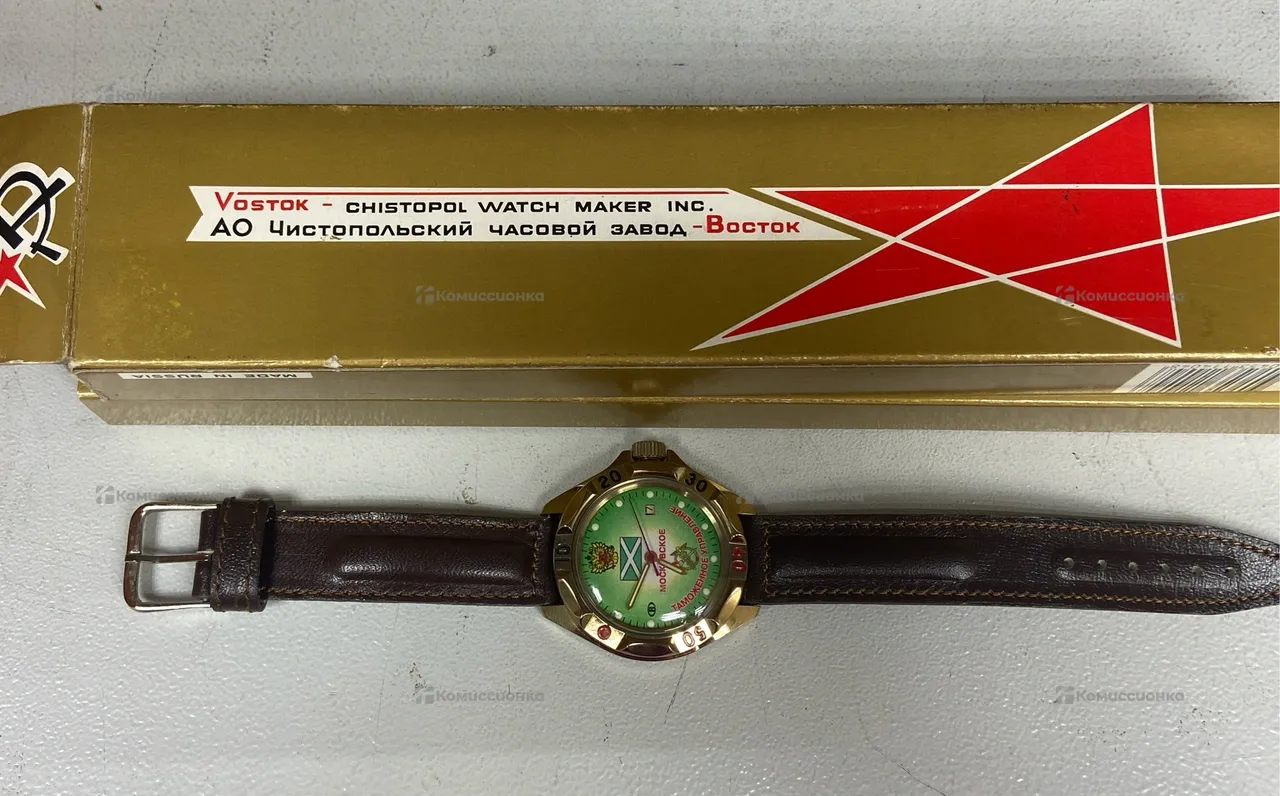 Vostok - CHISTOPOL WATCH MAKER INC.
АО Чистопольский часовой завод - Восток
MADE IN RUSSIA
Комиссионка
Комиссионка
Комиссионка
Комиссионка
Комиссионка
20
30
10
40
50
7
МОСКОВСКОЕ
ТАМОЖЕННОЕ УПРАВЛЕНИЕ
В